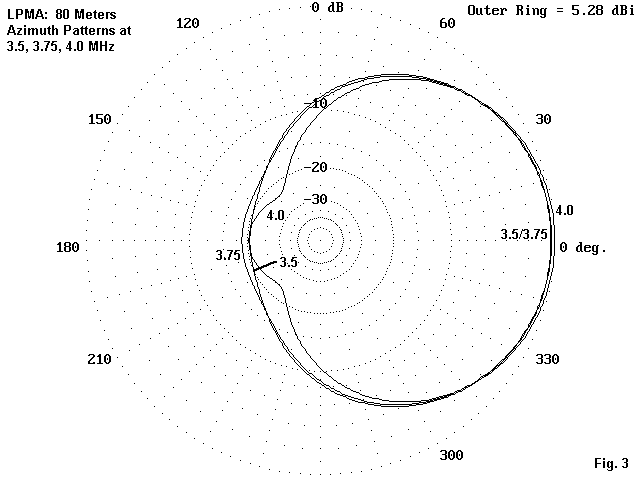 LPMA: 80 Meters
Azimuth Patterns at
3.5, 3.75, 4.0 MHz
0 dB
Outer Ring = 5.28 dBi
120
60
-10
150
30
-20
-30
4.0
4.0
3.5/3.75
180
3.75
3.5
0 deg.
210
330
300
Fig. 3